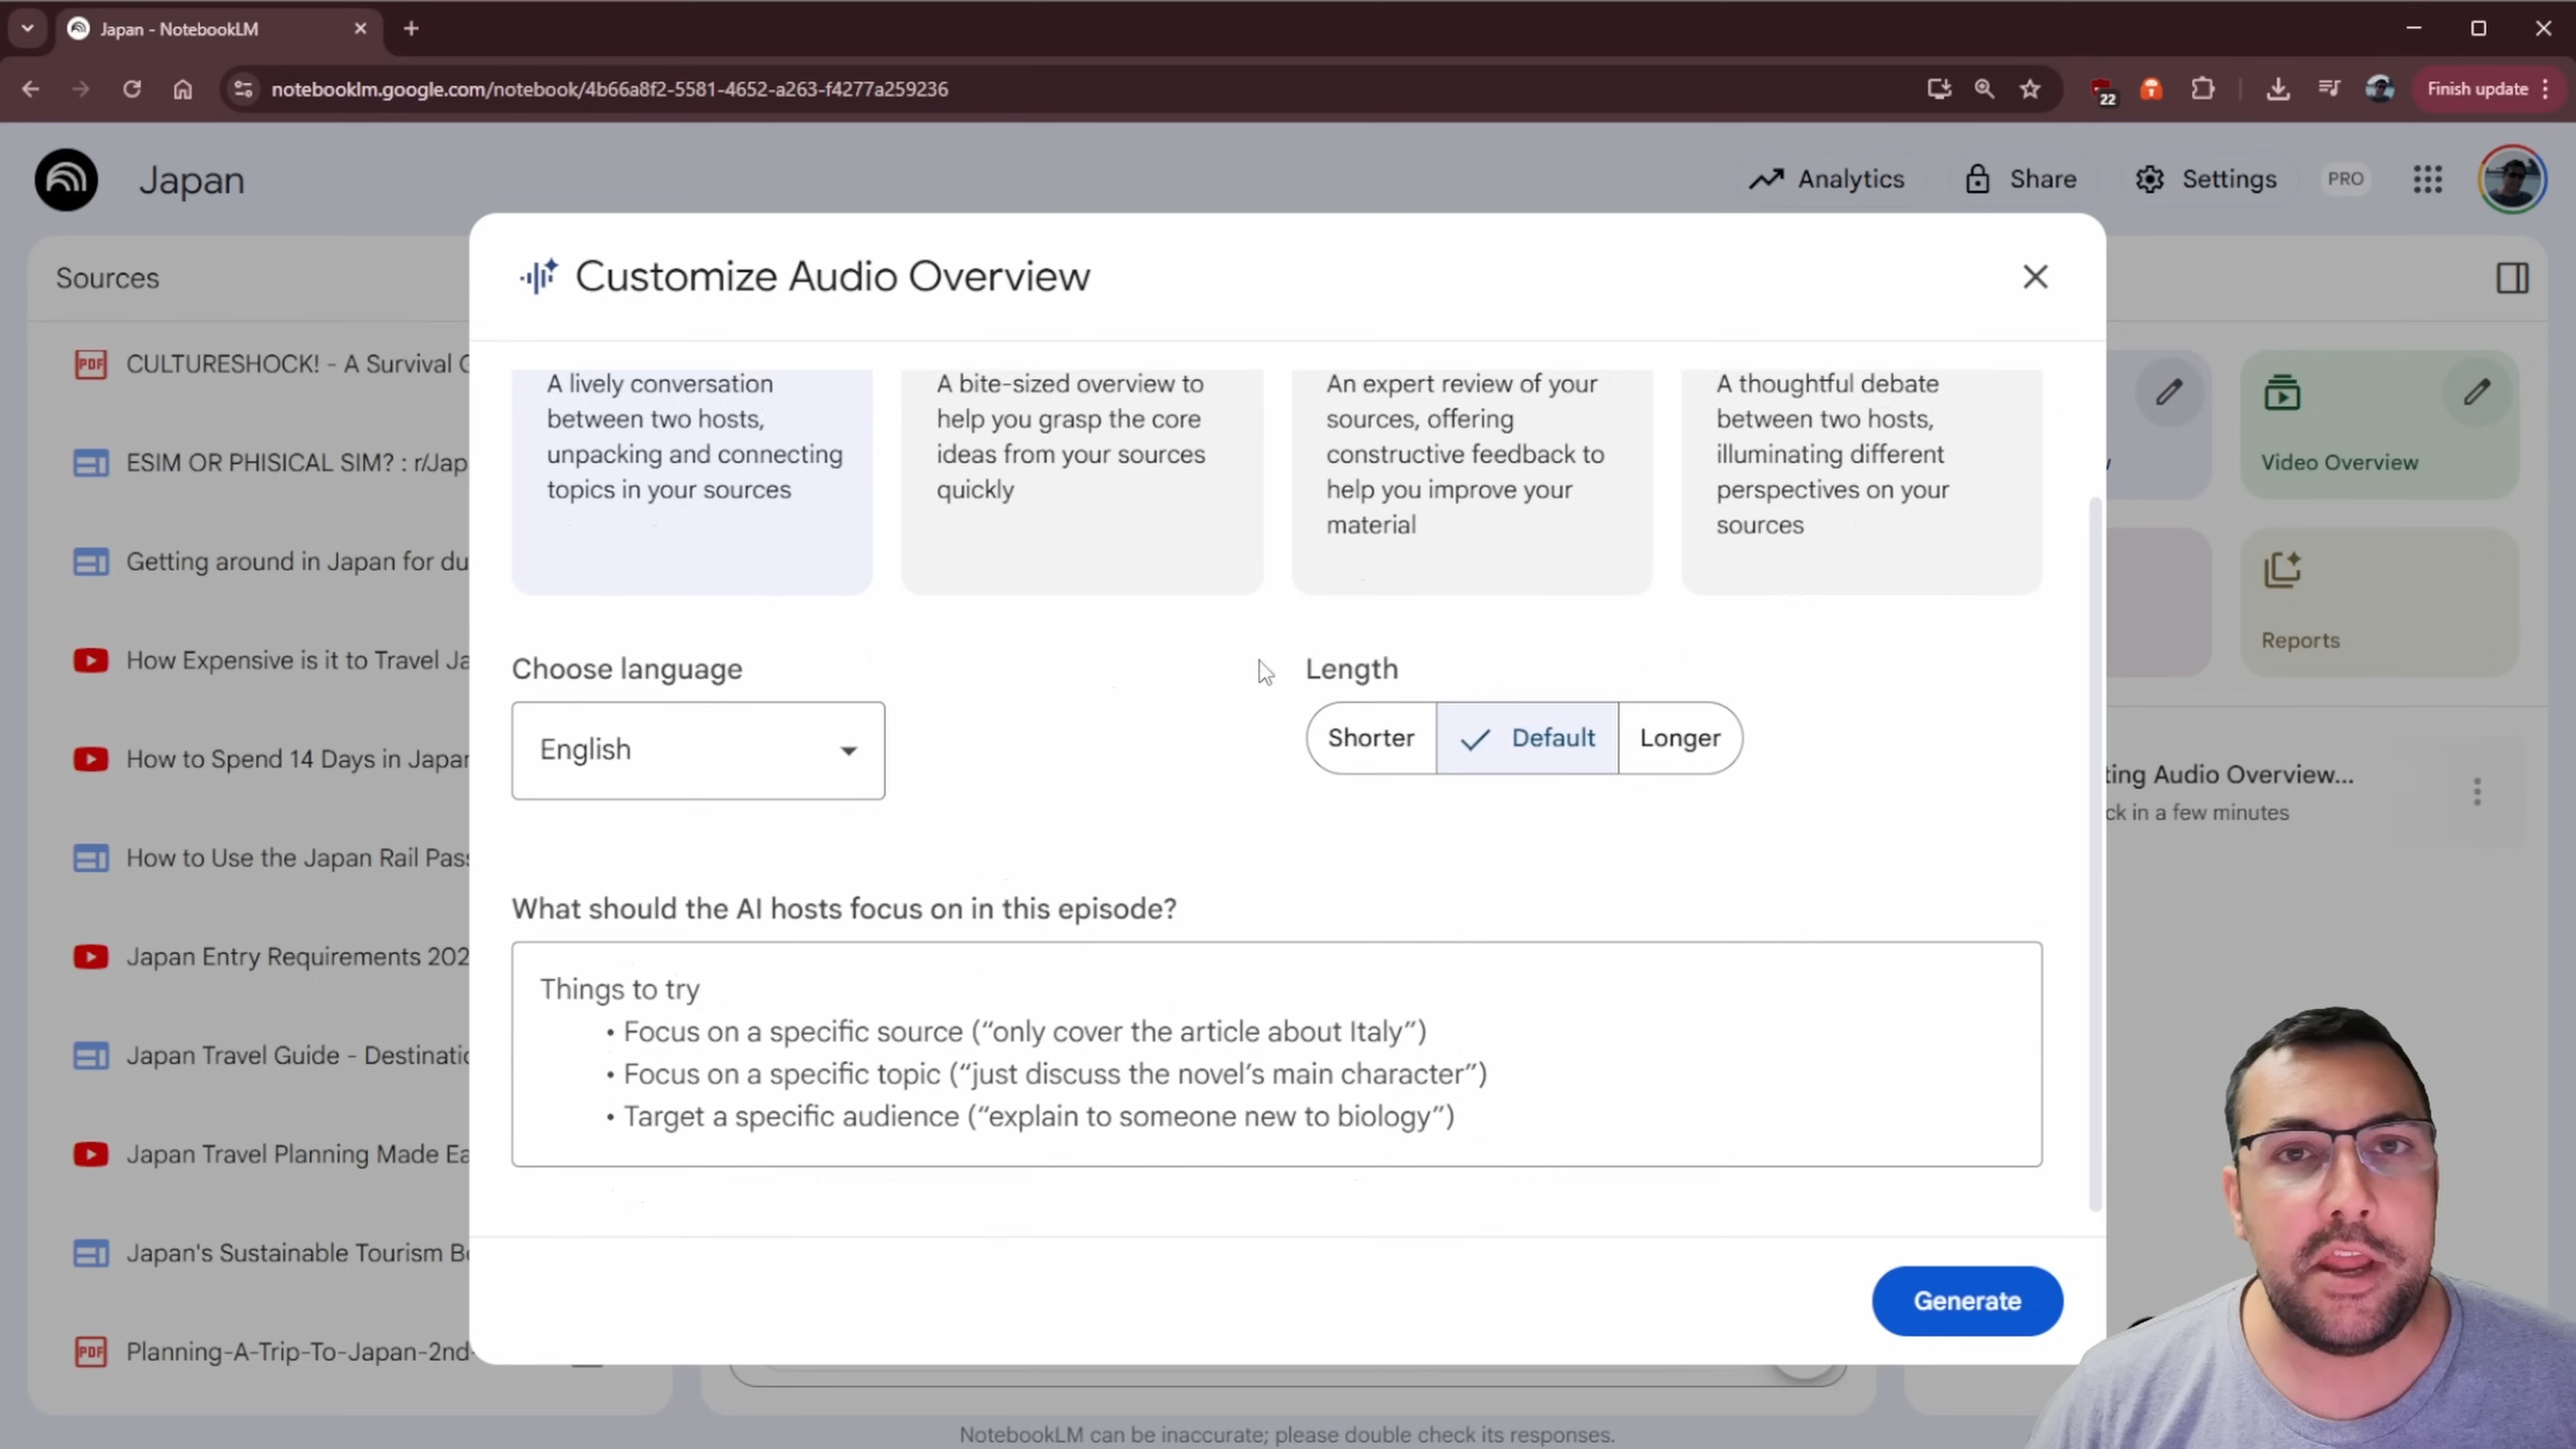 Japan - NotebookLM
notebooklm.google.com/notebook/4b66a8f2-5581-4652-a263-f4277a259236
22
Finish update
Japan
Analytics
Share
Settings
PRO
Sources
CULTURESHOCK! - A Survival G
ESIM OR PHISICAL SIM? : r/Jap
Getting around in Japan for du
How Expensive is it to Travel Ja
How to Spend 14 Days in Japan
How to Use the Japan Rail Pass
Japan Entry Requirements 202
Japan Travel Guide - Destinatio
Japan Travel Planning Made Ea
Japan's Sustainable Tourism Bo
Planning-A-Trip-To-Japan-2nd-
Customize Audio Overview
A lively conversation
between two hosts,
unpacking and connecting
topics in your sources
A bite-sized overview to
help you grasp the core
ideas from your sources
quickly
An expert review of your
sources, offering
constructive feedback to
help you improve your
material
A thoughtful debate
between two hosts,
illuminating different
perspectives on your
sources
Choose language
English
Length
Shorter
Default
Longer
What should the AI hosts focus on in this episode?
Things to try
• Focus on a specific source (“only cover the article about Italy”)
• Focus on a specific topic (“just discuss the novel’s main character”)
• Target a specific audience (“explain to someone new to biology”)
Generate
Video Overview
Reports
ting Audio Overview...
ck in a few minutes
NotebookLM can be inaccurate; please double check its responses.